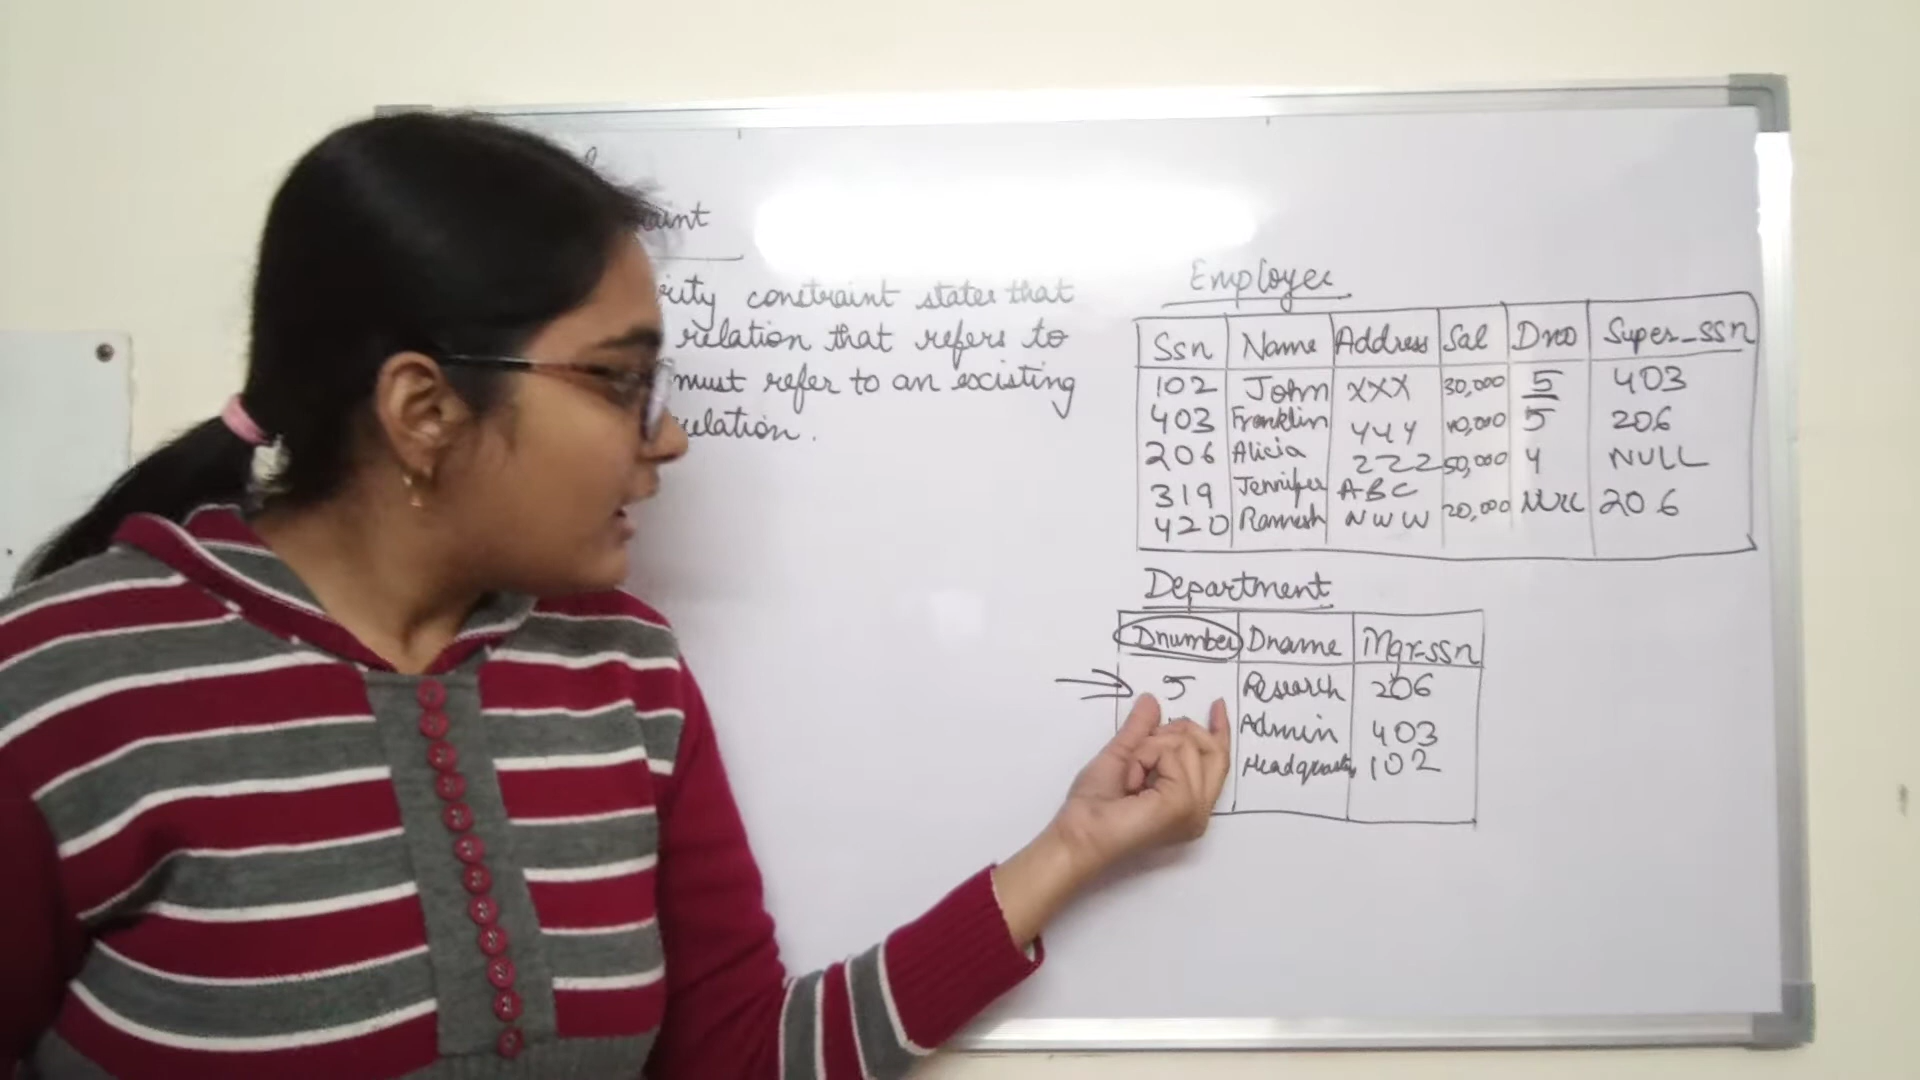 constraint states that
relation that refers to
must refer to an existing
relation.
Employee
Ssn Name Address Sal Dno Super_ssn
102 John XXX 30,000 5 403
403 Franklin YYY 40,000 5 206
206 Alicia ZZZ 50,000 4 NULL
319 Jennifer ABC
420 Ramesh NWW 20,000 NULL 206
Department
Dnumber Dname Mgr-ssn
5 Research 206
Admin 403
Headquarters 102